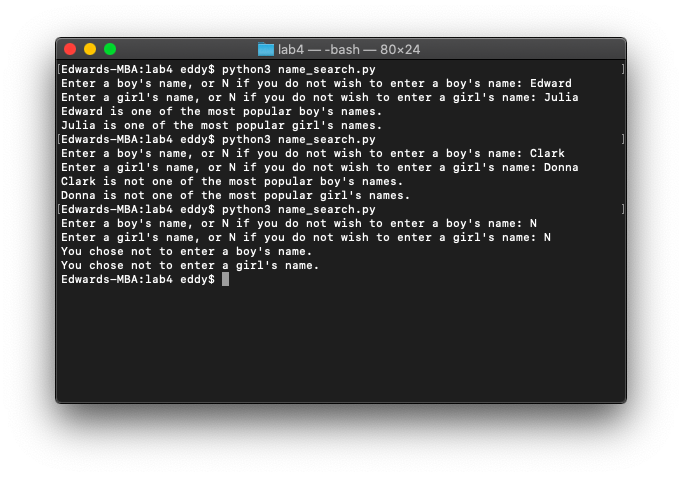 lab4 — -bash — 80×24
[Edwards-MBA:lab4 eddy$ python3 name_search.py ]
Enter a boy's name, or N if you do not wish to enter a boy's name: Edward
Enter a girl's name, or N if you do not wish to enter a girl's name: Julia
Edward is one of the most popular boy's names.
Julia is one of the most popular girl's names.
[Edwards-MBA:lab4 eddy$ python3 name_search.py ]
Enter a boy's name, or N if you do not wish to enter a boy's name: Clark
Enter a girl's name, or N if you do not wish to enter a girl's name: Donna
Clark is not one of the most popular boy's names.
Donna is not one of the most popular girl's names.
[Edwards-MBA:lab4 eddy$ python3 name_search.py ]
Enter a boy's name, or N if you do not wish to enter a boy's name: N
Enter a girl's name, or N if you do not wish to enter a girl's name: N
You chose not to enter a boy's name.
You chose not to enter a girl's name.
Edwards-MBA:lab4 eddy$